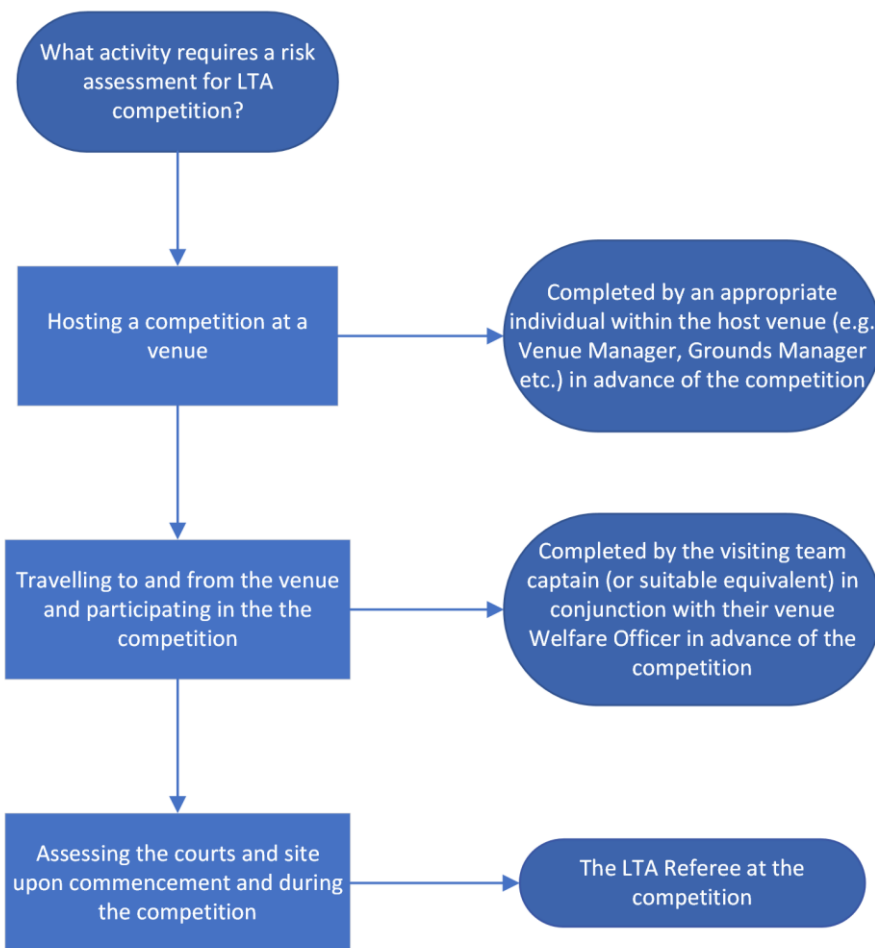 What activity requires a risk
assessment for LTA
competition?
Hosting a competition at a
venue
Completed by an appropriate
individual within the host venue (e.g.
Venue Manager, Grounds Manager
etc.) in advance of the competition
Travelling to and from the venue
and participating in the the
competition
Completed by the visiting team
captain (or suitable equivalent) in
conjunction with their venue
Welfare Officer in advance of the
competition
Assessing the courts and site
upon commencement and during
the competition
The LTA Referee at the
competition